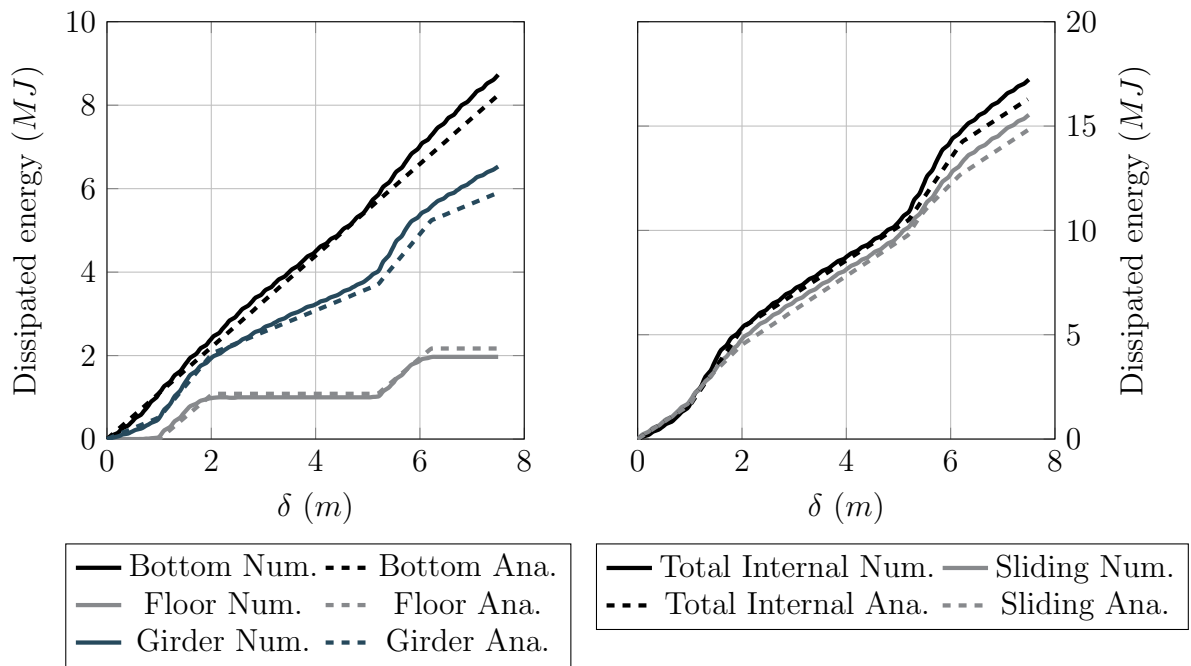 10
8
6
4
2
0
0 2 4 6 8
Dissipated energy (MJ)
δ (m)
Bottom Num. Bottom Ana.
Floor Num. Floor Ana.
Girder Num. Girder Ana.
20
15
10
5
0
0 2 4 6 8
Dissipated energy (MJ)
δ (m)
Total Internal Num. Sliding Num.
Total Internal Ana. Sliding Ana.